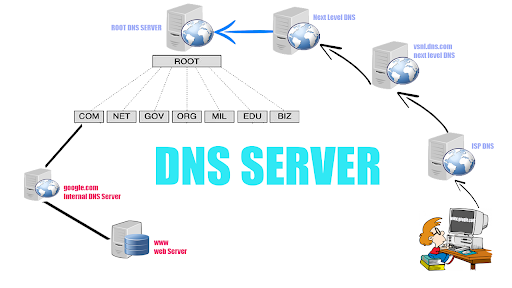 ROOT DNS SERVER
Next Level DNS
vsnl.dns.com
next level DNS
ROOT
COM NET GOV ORG MIL EDU BIZ
ISP DNS
DNS SERVER
google.com
Internal DNS Server
www
web Server